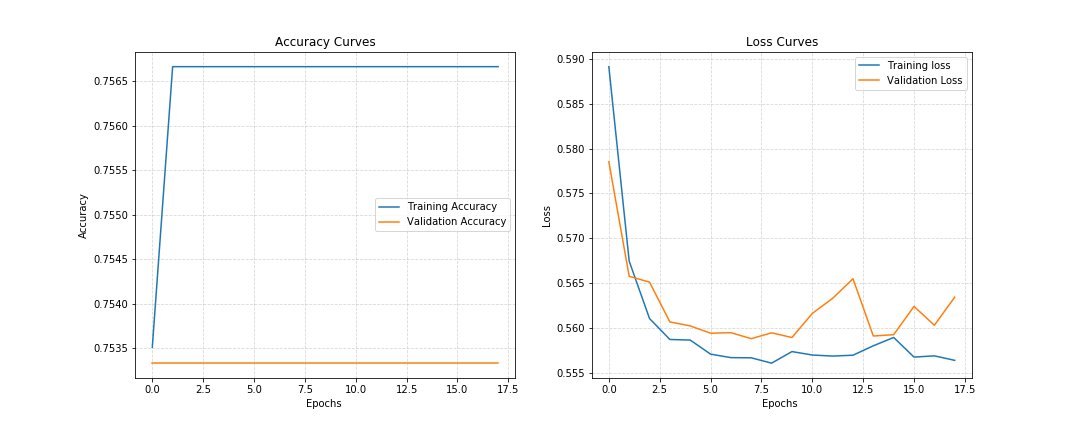 Accuracy Curves
0.7565
0.7560
0.7555
0.7550
0.7545
0.7540
0.7535
Accuracy
Training Accuracy
Validation Accuracy
0.0 2.5 5.0 7.5 10.0 12.5 15.0 17.5
Epochs
Loss Curves
0.590
0.585
0.580
0.575
0.570
0.565
0.560
0.555
Loss
Training loss
Validation Loss
0.0 2.5 5.0 7.5 10.0 12.5 15.0 17.5
Epochs